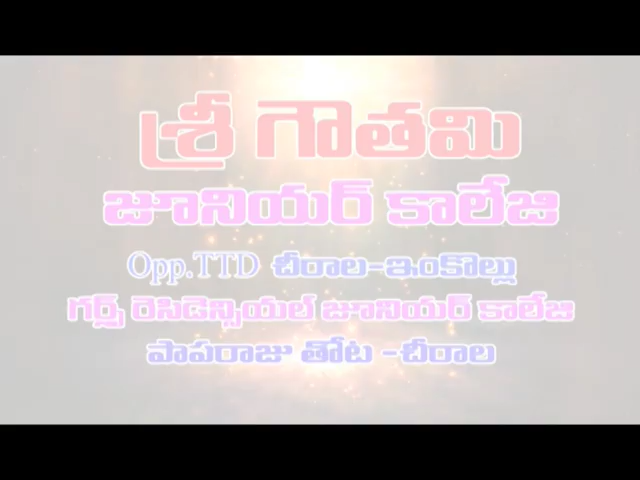 శ్రీ గౌతమి
జూనియర్ కాలేజి
Opp.TTD చీరాల-ఇంకొల్లు
గర్ల్స్ రెసిడెన్సియల్ జూనియర్ కాలేజి
పాపరాజు తోట -చీరాల